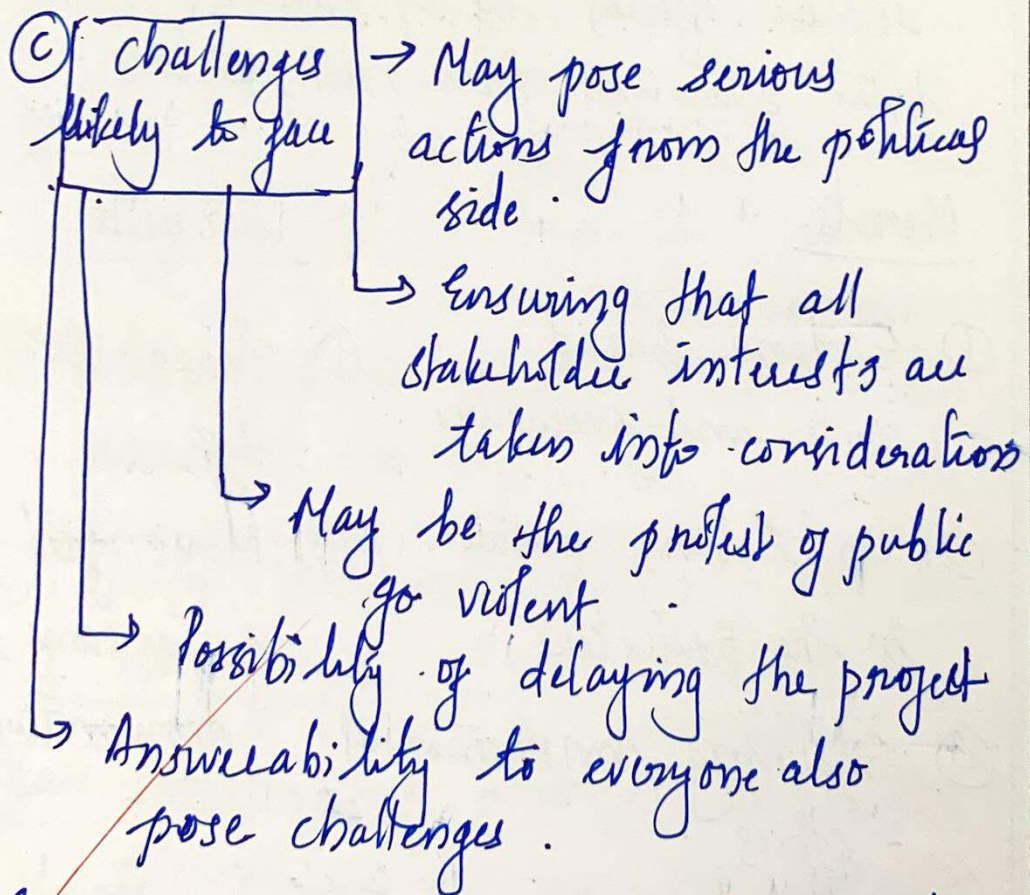 Ⓒ Challenges
likely to face
→ May pose serious
actions from the political
side.
→ Ensuring that all
stakeholder interests are
taken into consideration
→ May be the protest of public
go violent.
→ Possibility of delaying the project
→ Answerability to everyone also
pose challenges.